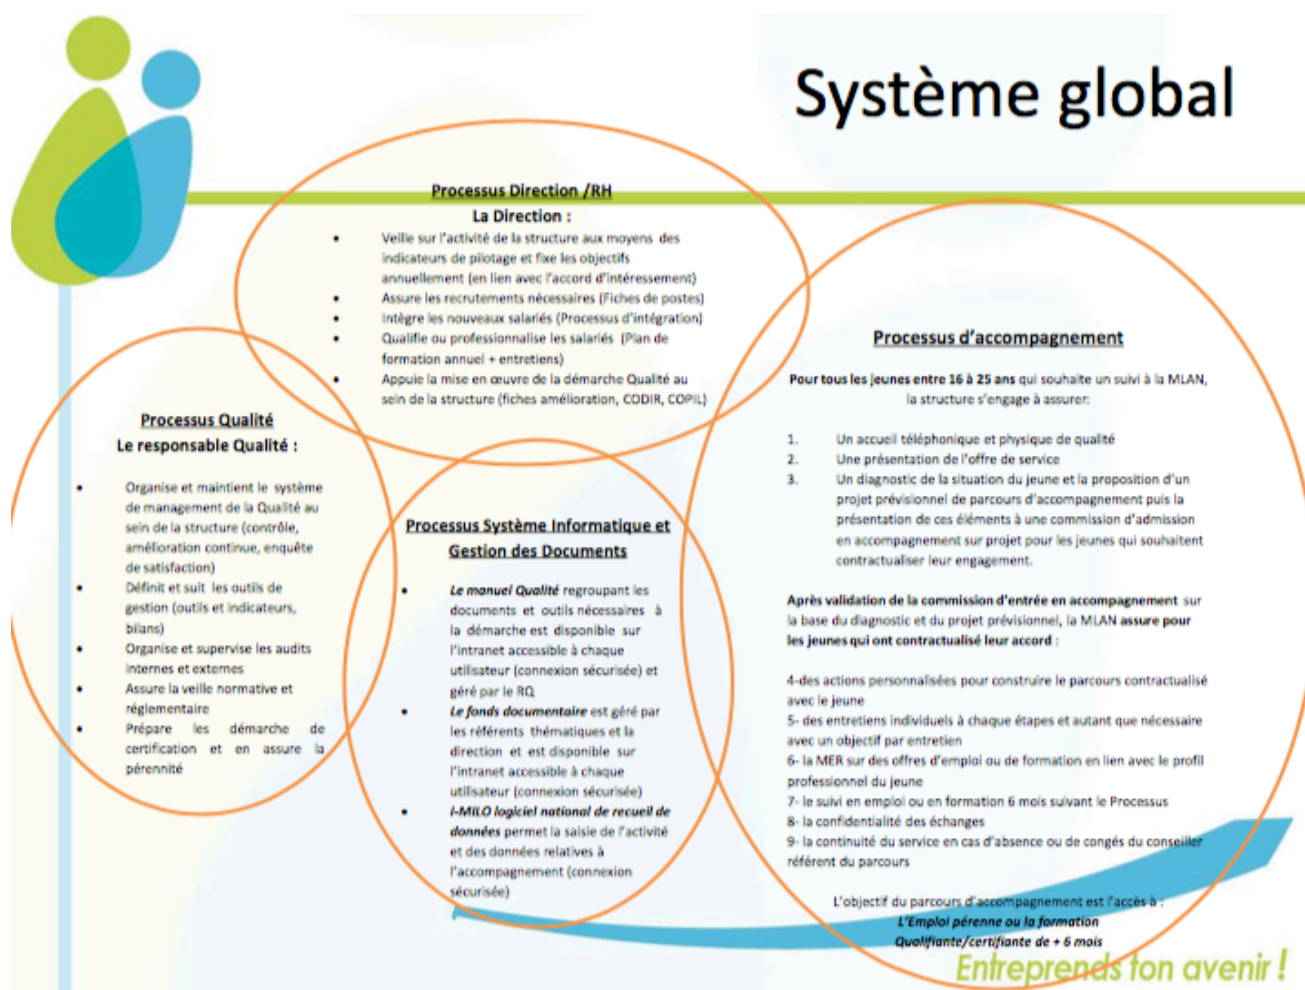 Système global
Processus Direction /RH
La Direction :
• Veille sur l'activité de la structure aux moyens des
indicateurs de pilotage et fixe les objectifs
annuellement (en lien avec l'accord d'intéressement)
• Assure les recrutements nécessaires (Fiches de postes)
• Intègre les nouveaux salariés (Processus d'intégration)
• Qualifie ou professionnalise les salariés (Plan de
formation annuel + entretiens)
• Appuie la mise en œuvre de la démarche Qualité au
sein de la structure (fiches amélioration, CODIR, COPIL)
Processus Qualité
Le responsable Qualité :
• Organise et maintient le système
de management de la Qualité au
sein de la structure (contrôle,
amélioration continue, enquête
de satisfaction)
• Définit et suit les outils de
gestion (outils et indicateurs,
bilans)
• Organise et supervise les audits
internes et externes
• Assure la veille normative et
réglementaire
• Prépare les démarche de
certification et en assure la
pérennité
Processus Système Informatique et
Gestion des Documents
• Le manuel Qualité regroupant les
documents et outils nécessaires à
la démarche est disponible sur
l'intranet accessible à chaque
utilisateur (connexion sécurisée) et
géré par le RQ
• Le fonds documentaire est géré par
les référents thématiques et la
direction et est disponible sur
l'intranet accessible à chaque
utilisateur (connexion sécurisée)
• I-MILO logiciel national de recueil de
données permet la saisie de l'activité
et des données relatives à
l'accompagnement (connexion
sécurisée)
Processus d'accompagnement
Pour tous les jeunes entre 16 à 25 ans qui souhaite un suivi à la MLAN,
la structure s'engage à assurer:
1. Un accueil téléphonique et physique de qualité
2. Une présentation de l'offre de service
3. Un diagnostic de la situation du jeune et la proposition d'un
projet prévisionnel de parcours d'accompagnement puis la
présentation de ces éléments à une commission d'admission
en accompagnement sur projet pour les jeunes qui souhaitent
contractualiser leur engagement.
Après validation de la commission d'entrée en accompagnement sur
la base du diagnostic et du projet prévisionnel, la MLAN assure pour
les jeunes qui ont contractualisé leur accord :
4-des actions personnalisées pour construire le parcours contractualisé
avec le jeune
5- des entretiens individuels à chaque étapes et autant que nécessaire
avec un objectif par entretien
6- la MER sur des offres d'emploi ou de formation en lien avec le profil
professionnel du jeune
7- le suivi en emploi ou en formation 6 mois suivant le Processus
8- la confidentialité des échanges
9- la continuité du service en cas d'absence ou de congés du conseiller
référent du parcours
L'objectif du parcours d'accompagnement est l'accès à :
L'Emploi pérenne ou la formation
Qualifiante/certifiante de + 6 mois
Entreprends ton avenir !